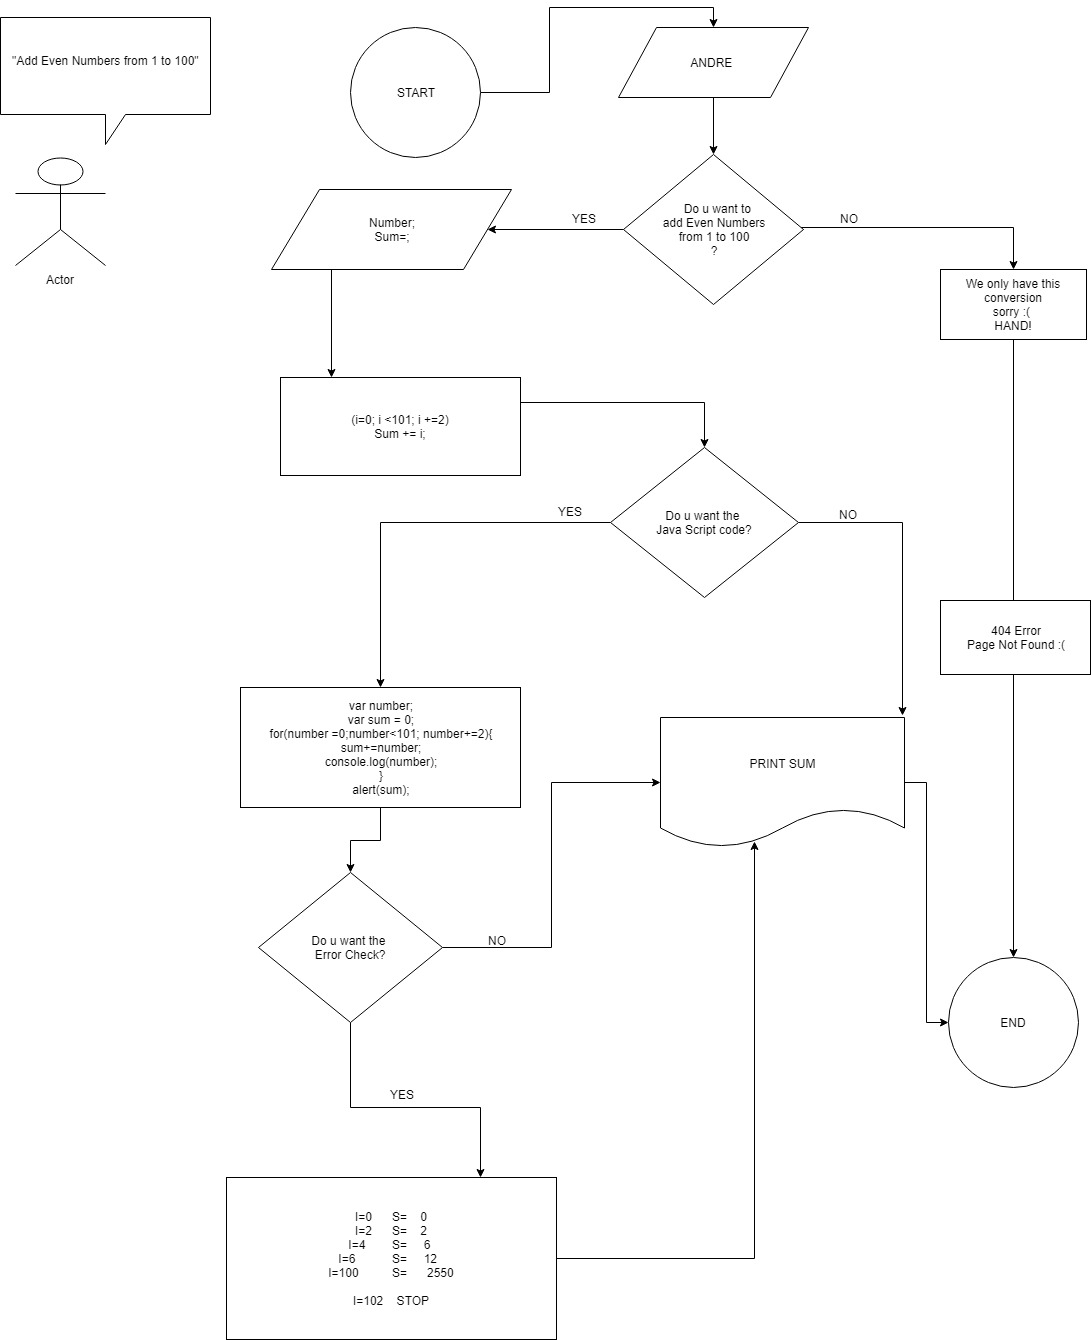 "Add Even Numbers from 1 to 100"
Actor
START
ANDRE
Do u want to
add Even Numbers
from 1 to 100
?
YES
NO
Number;
Sum=;
We only have this
conversion
sorry :(
HAND!
(i=0; i <101; i +=2)
Sum += i;
Do u want the
Java Script code?
YES
NO
404 Error
Page Not Found :(
var number;
var sum = 0;
for(number =0;number<101; number+=2){
sum+=number;
console.log(number);
}
alert(sum);
PRINT SUM
Do u want the
Error Check?
NO
YES
END
I=0 S= 0
I=2 S= 2
I=4 S= 6
I=6 S= 12
I=100 S= 2550
I=102 STOP